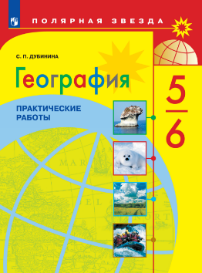 ПОЛЯРНАЯ ЗВЕЗДА
С. П. ДУБИНИНА
География
ПРАКТИЧЕСКИЕ
РАБОТЫ
5
6